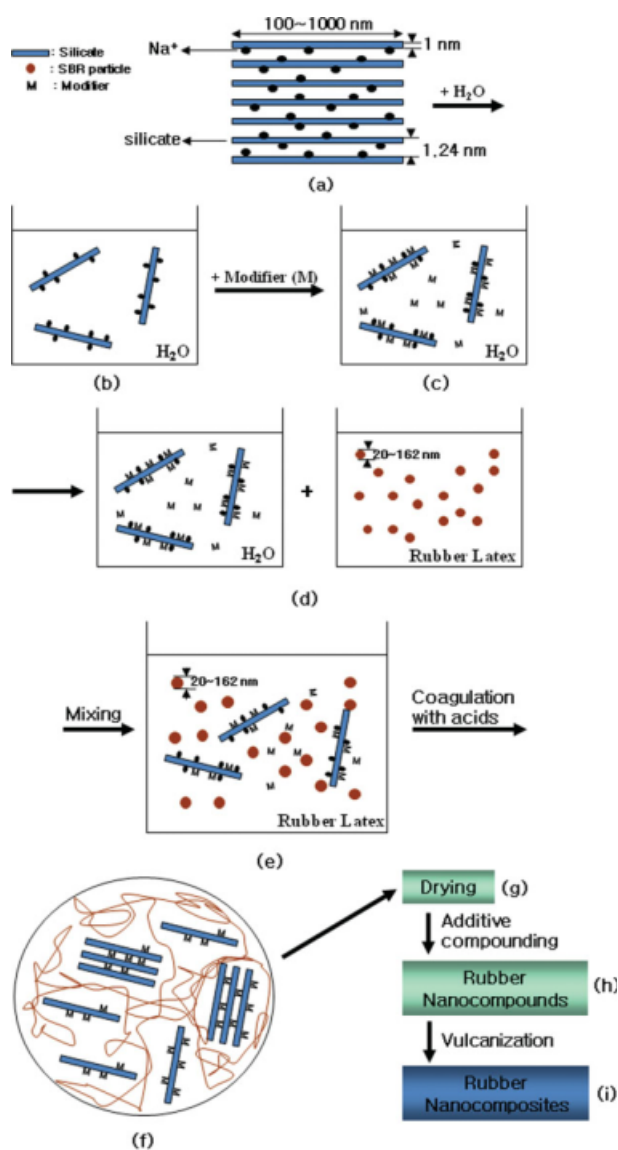 : Silicate
: SBR particle
M : Modifier
100~1000 nm
Na⁺
1 nm
+ H₂O
silicate
1,24 nm
(a)
H₂O
(b)
+ Modifier (M)
M M M M M M M M M M M M M M M M
H₂O
(c)
M M M M M M M M M M M M M M M M
H₂O
+
20~162 nm
Rubber Latex
(d)
Mixing
20~162 nm
M M M M M M M M M M M M
Rubber Latex
(e)
Coagulation
with acids
M M M M M M M M M M M M M M M M
(f)
Drying
(g)
Additive
compounding
Rubber
Nanocompounds
(h)
Vulcanization
Rubber
Nanocomposites
(i)